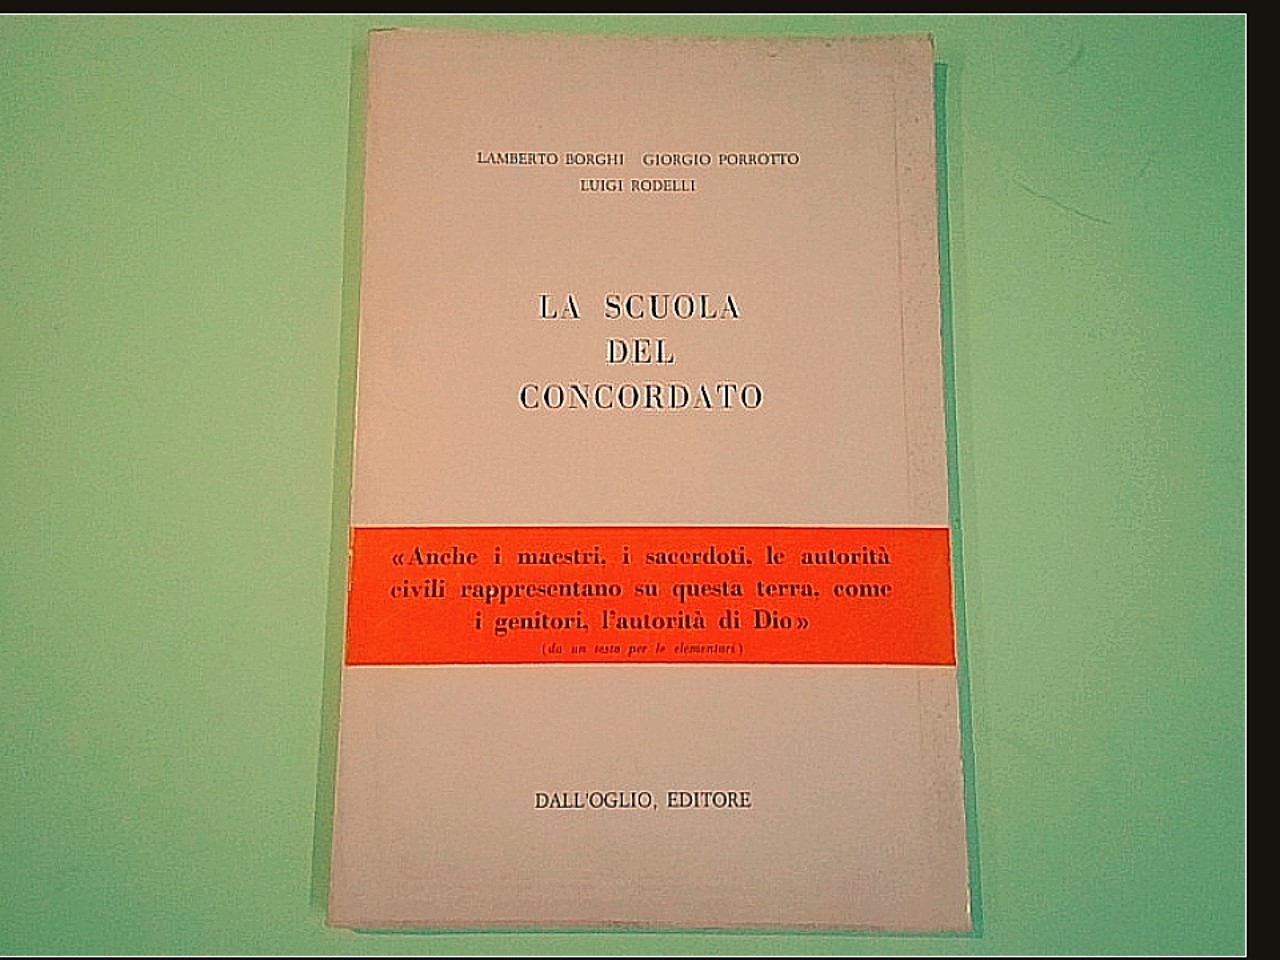 LAMBERTO BORGHI GIORGIO PORROTTO
LUIGI RODELLI
LA SCUOLA
DEL
CONCORDATO
«Anche i maestri, i sacerdoti, le autorità
civili rappresentano su questa terra, come
i genitori, l'autorità di Dio»
(da un testo per le elementari)
DALL'OGLIO, EDITORE